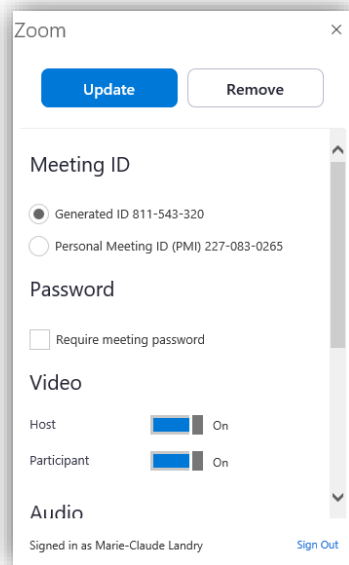 Zoom
Update Remove
Meeting ID
Generated ID 811-543-320
Personal Meeting ID (PMI) 227-083-0265
Password
Require meeting password
Video
Host On
Participant On
Audio
Signed in as Marie-Claude Landry Sign Out